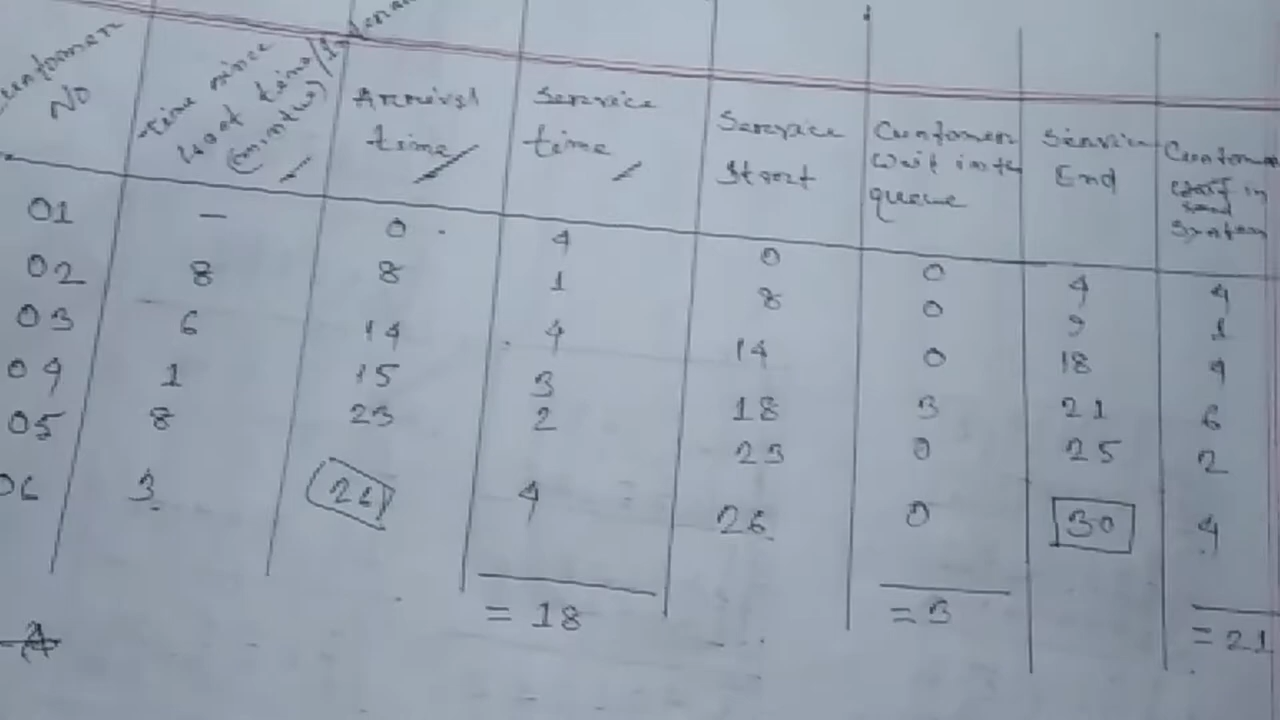 Customer No | Time since last time/ (minutes) | Arrival time | Service time | Service Start | Customer Wait in the queue | Service End | Customer in System
01 | — | 0 | 4 | 0 | 0 | 4 | 4
02 | 8 | 8 | 1 | 8 | 0 | 9 | 1
03 | 6 | 14 | 4 | 14 | 0 | 18 | 4
04 | 1 | 15 | 3 | 18 | 3 | 21 | 6
05 | 8 | 23 | 2 | 23 | 0 | 25 | 2
06 | 3 | 26 | 4 | 26 | 0 | 30 | 4
= 18 | = 3 | = 21